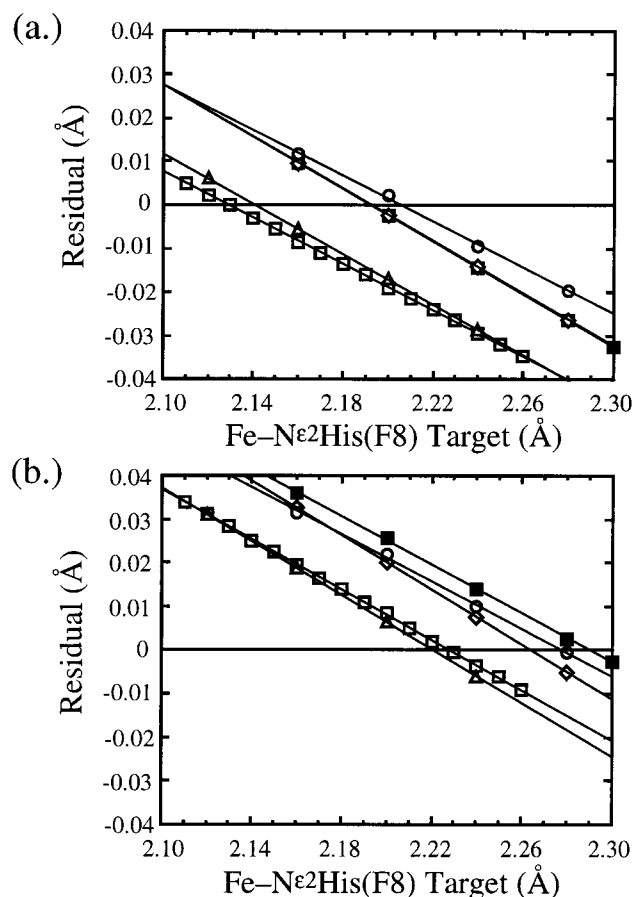 (a.)
0.04
0.03
0.02
0.01
0
-0.01
-0.02
-0.03
-0.04
Residual (Å)
2.10 2.14 2.18 2.22 2.26 2.30
Fe–Nε2His(F8) Target (Å)
(b.)
0.04
0.03
0.02
0.01
0
-0.01
-0.02
-0.03
-0.04
Residual (Å)
2.10 2.14 2.18 2.22 2.26 2.30
Fe–Nε2His(F8) Target (Å)